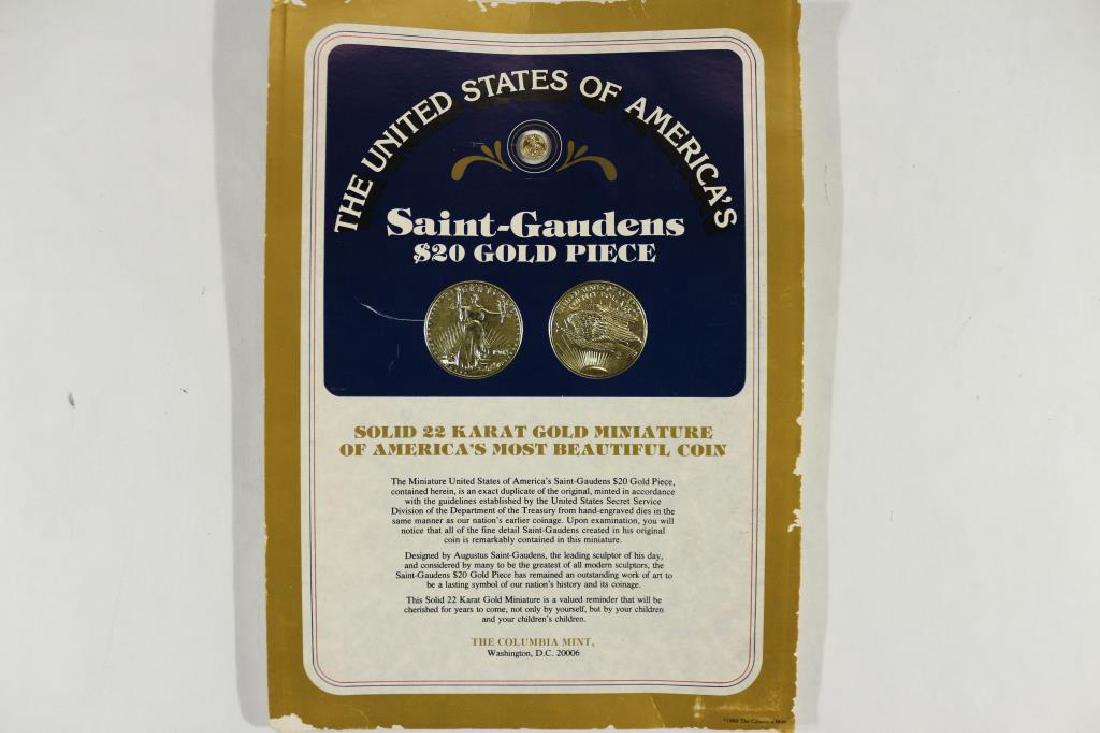 THE UNITED STATES OF AMERICA'S
Saint-Gaudens
$20 GOLD PIECE
SOLID 22 KARAT GOLD MINIATURE
OF AMERICA'S MOST BEAUTIFUL COIN
The Miniature United States of America's Saint-Gaudens $20 Gold Piece,
contained herein, is an exact duplicate of the original, minted in accordance
with the guidelines established by the United States Secret Service
Division of the Department of the Treasury from hand-engraved dies in the
same manner as our nation's earlier coinage. Upon examination, you will
notice that all of the fine detail Saint-Gaudens created in his original
coin is remarkably contained in this miniature.
Designed by Augustus Saint-Gaudens, the leading sculptor of his day,
and considered by many to be the greatest of all modern sculptors, the
Saint-Gaudens $20 Gold Piece has remained an outstanding work of art to
be a lasting symbol of our nation's history and its coinage.
This Solid 22 Karat Gold Miniature is a valued reminder that will be
cherished for years to come, not only by yourself, but by your children
and your children's children.
THE COLUMBIA MINT,
Washington, D.C. 20006
The Columbia Mint